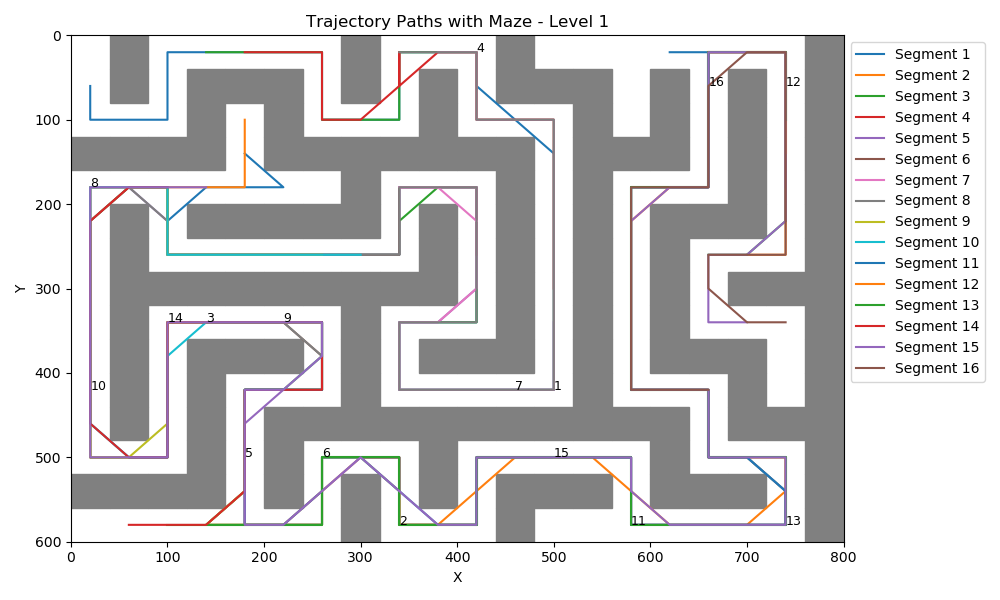 Trajectory Paths with Maze - Level 1
0
100
200
300
400
500
600
Y
0
100
200
300
400
500
600
700
800
X
4
16
12
8
14
3
9
10
7
1
5
6
15
2
11
13
Segment 1
Segment 2
Segment 3
Segment 4
Segment 5
Segment 6
Segment 7
Segment 8
Segment 9
Segment 10
Segment 11
Segment 12
Segment 13
Segment 14
Segment 15
Segment 16